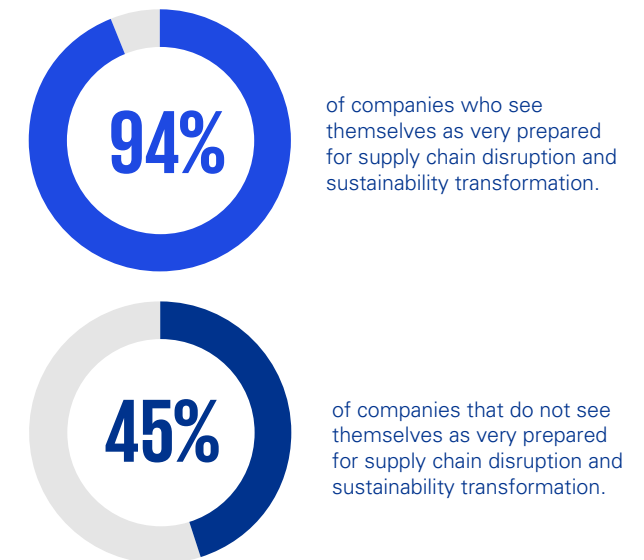 94%
of companies who see
themselves as very prepared
for supply chain disruption and
sustainability transformation.
45%
of companies that do not see
themselves as very prepared
for supply chain disruption and
sustainability transformation.